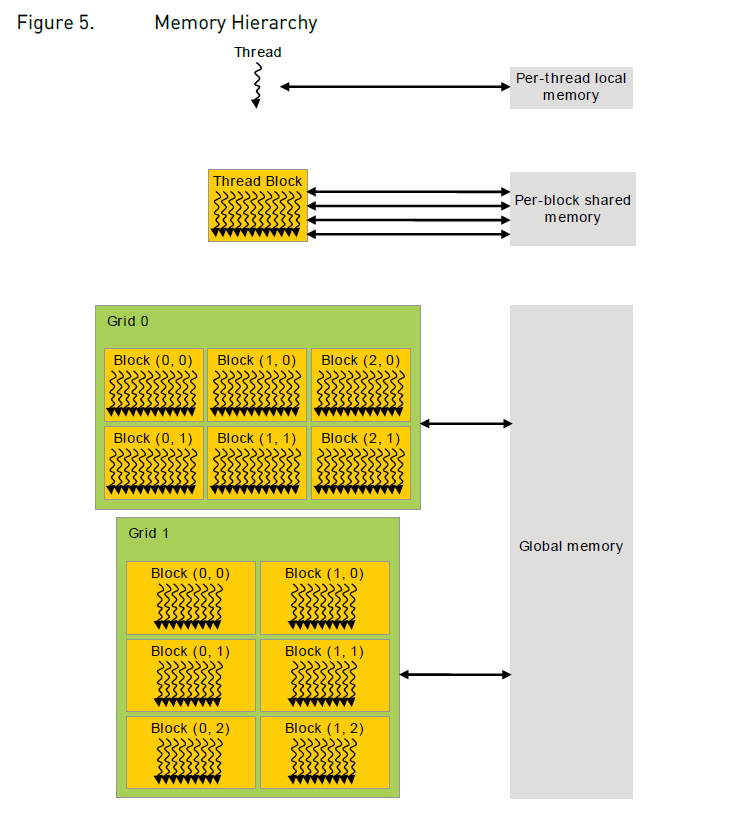 Figure 5. Memory Hierarchy
Thread
Per-thread local
memory
Thread Block
Per-block shared
memory
Grid 0
Block (0, 0) Block (1, 0) Block (2, 0)
Block (0, 1) Block (1, 1) Block (2, 1)
Grid 1
Global memory
Block (0, 0) Block (1, 0)
Block (0, 1) Block (1, 1)
Block (0, 2) Block (1, 2)